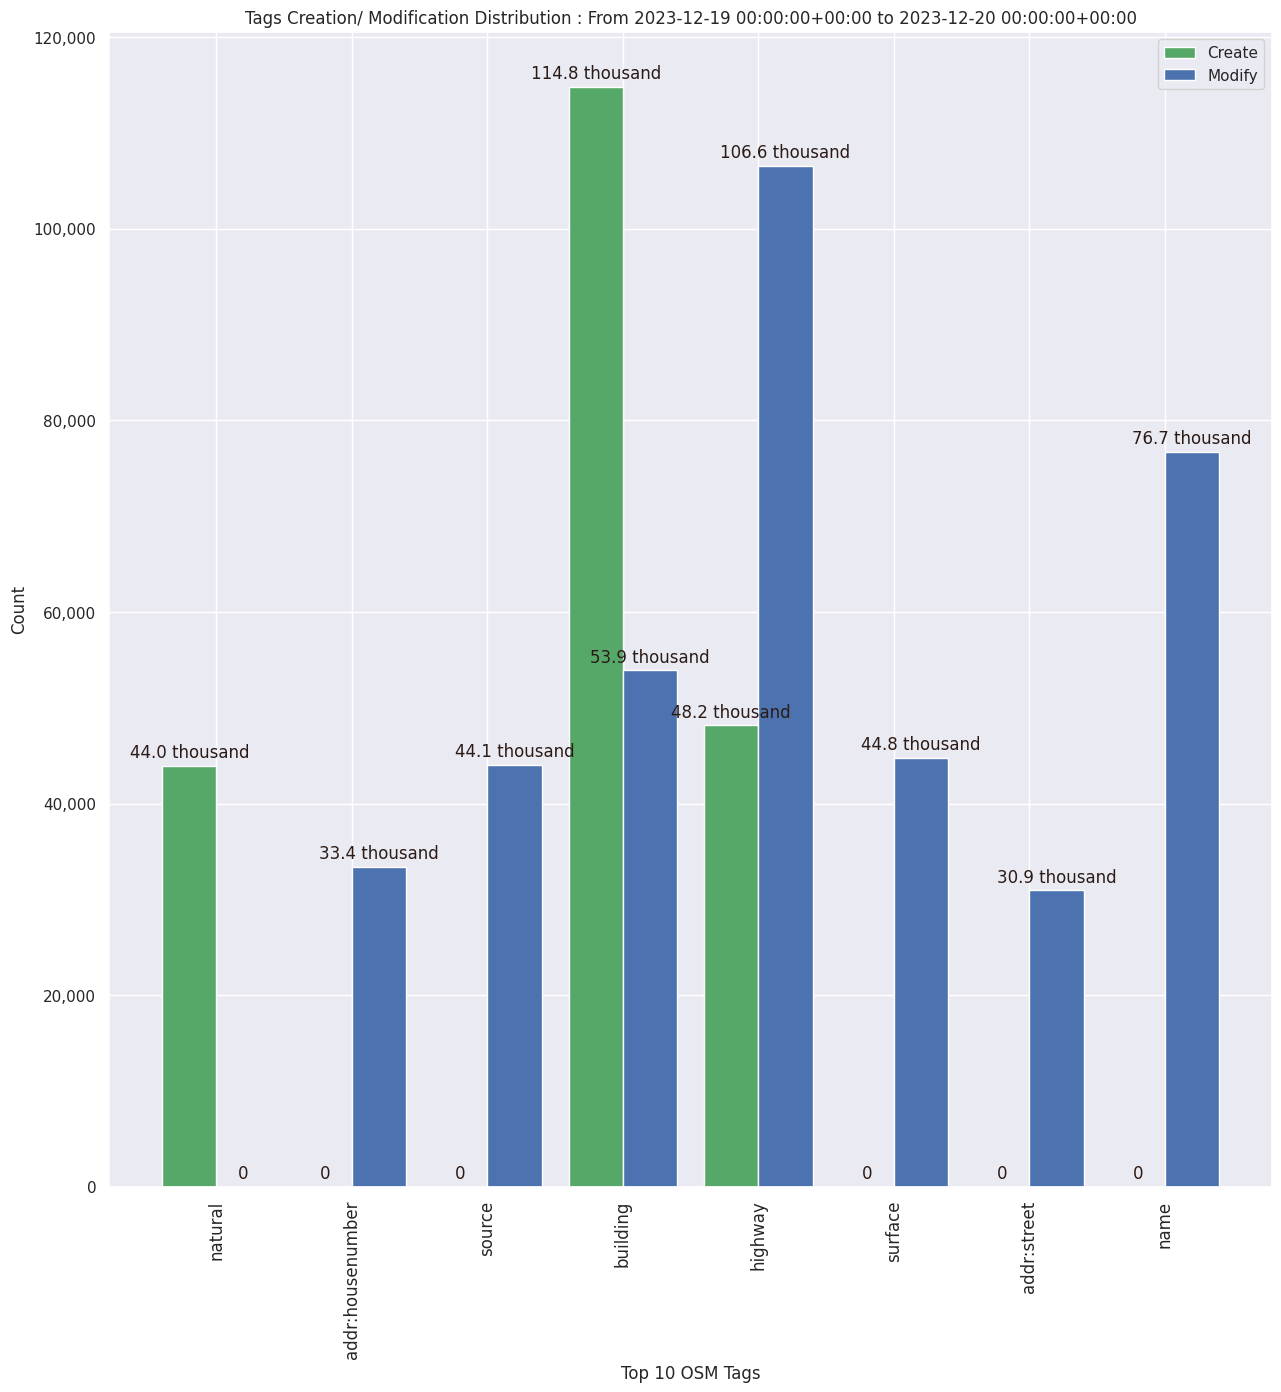 Tags Creation/ Modification Distribution : From 2023-12-19 00:00:00+00:00 to 2023-12-20 00:00:00+00:00
Create
Modify
120,000
100,000
80,000
60,000
40,000
20,000
0
Count
44.0 thousand
0
0
33.4 thousand
0
44.1 thousand
114.8 thousand
53.9 thousand
48.2 thousand
106.6 thousand
0
44.8 thousand
0
30.9 thousand
0
76.7 thousand
natural
addr:housenumber
source
building
highway
surface
addr:street
name
Top 10 OSM Tags